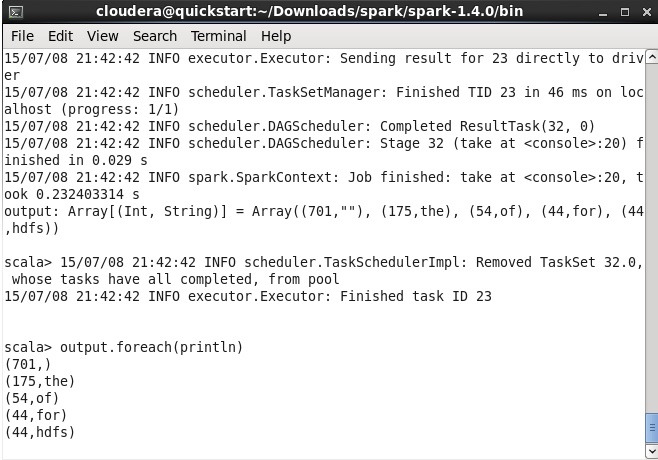 cloudera@quickstart:~/Downloads/spark/spark-1.4.0/bin
File Edit View Search Terminal Help
15/07/08 21:42:42 INFO executor.Executor: Sending result for 23 directly to driv
er
15/07/08 21:42:42 INFO scheduler.TaskSetManager: Finished TID 23 in 46 ms on loc
alhost (progress: 1/1)
15/07/08 21:42:42 INFO scheduler.DAGScheduler: Completed ResultTask(32, 0)
15/07/08 21:42:42 INFO scheduler.DAGScheduler: Stage 32 (take at <console>:20) f
inished in 0.029 s
15/07/08 21:42:42 INFO spark.SparkContext: Job finished: take at <console>:20, t
ook 0.232403314 s
output: Array[(Int, String)] = Array((701,""), (175,the), (54,of), (44,for), (44
,hdfs))
scala> 15/07/08 21:42:42 INFO scheduler.TaskSchedulerImpl: Removed TaskSet 32.0,
 whose tasks have all completed, from pool
15/07/08 21:42:42 INFO executor.Executor: Finished task ID 23
scala> output.foreach(println)
(701,)
(175,the)
(54,of)
(44,for)
(44,hdfs)